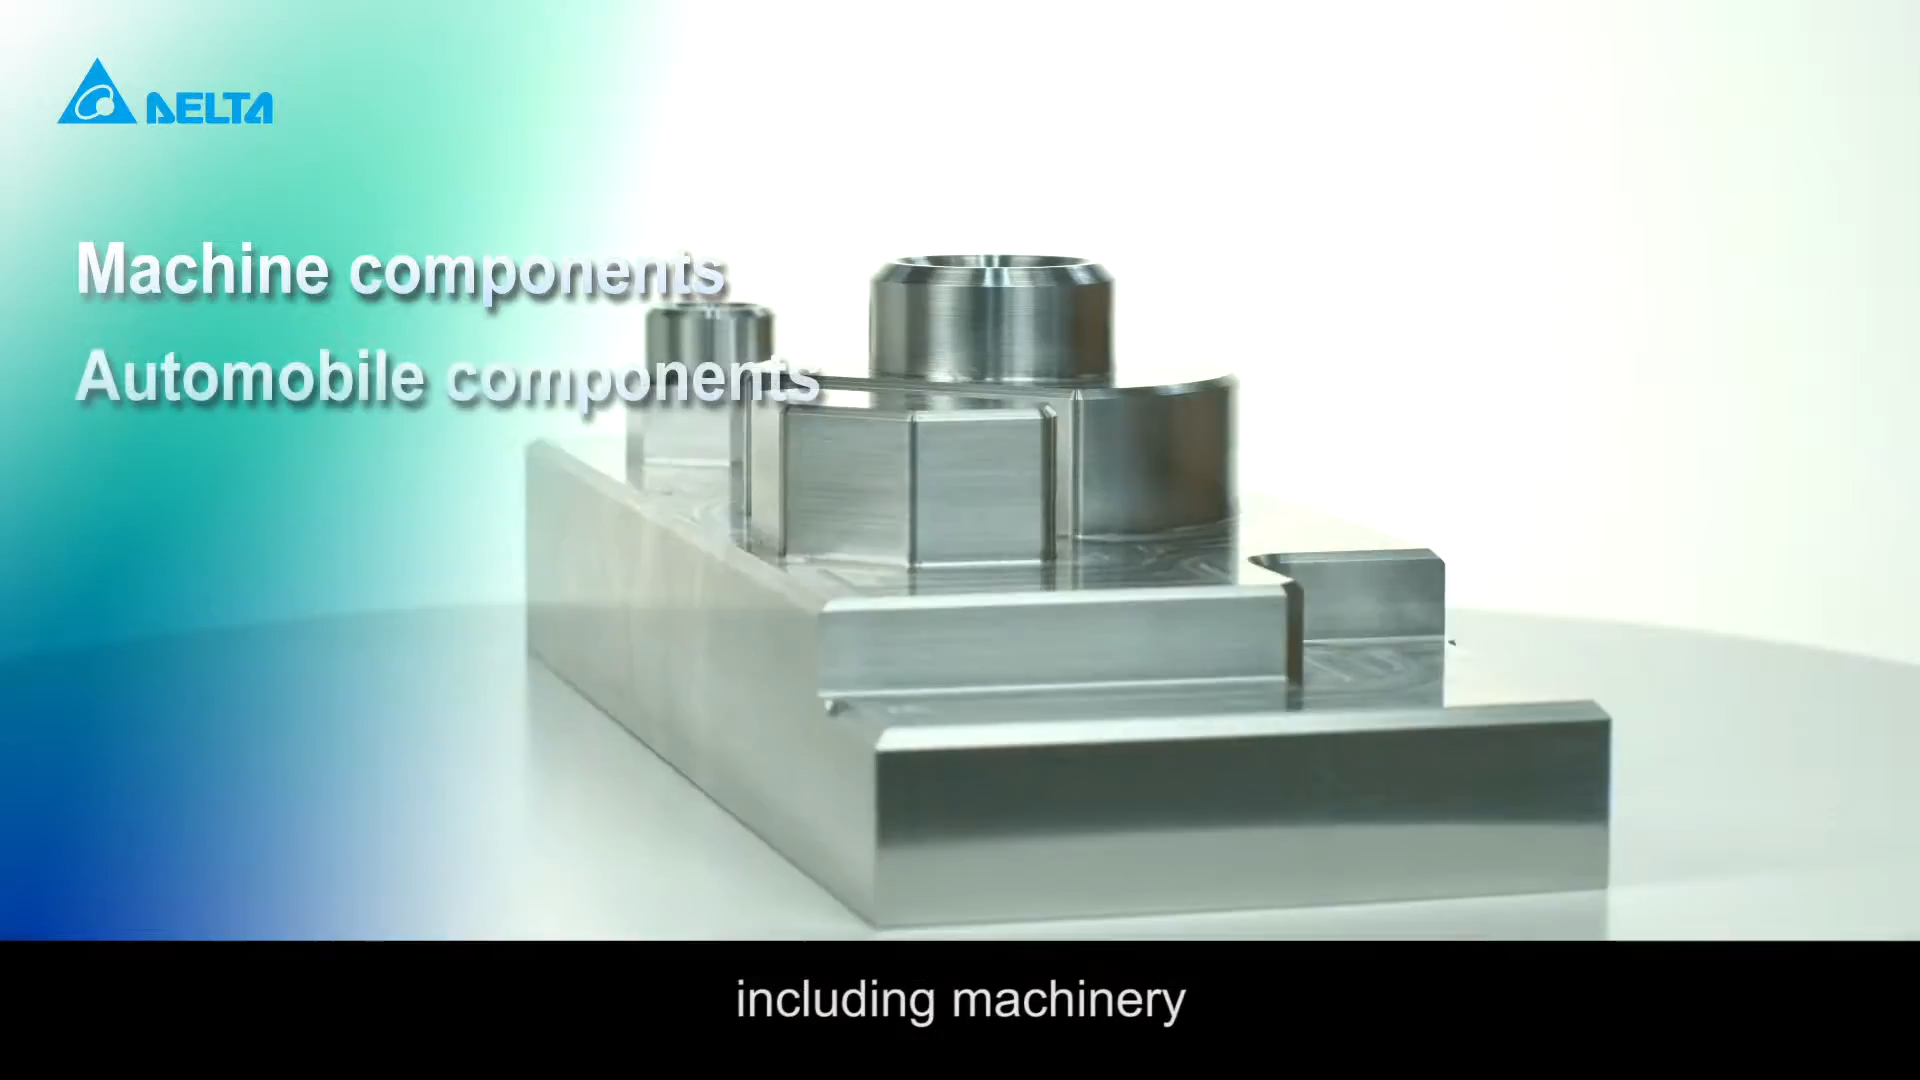 DELTA
Machine components
Automobile components
including machinery